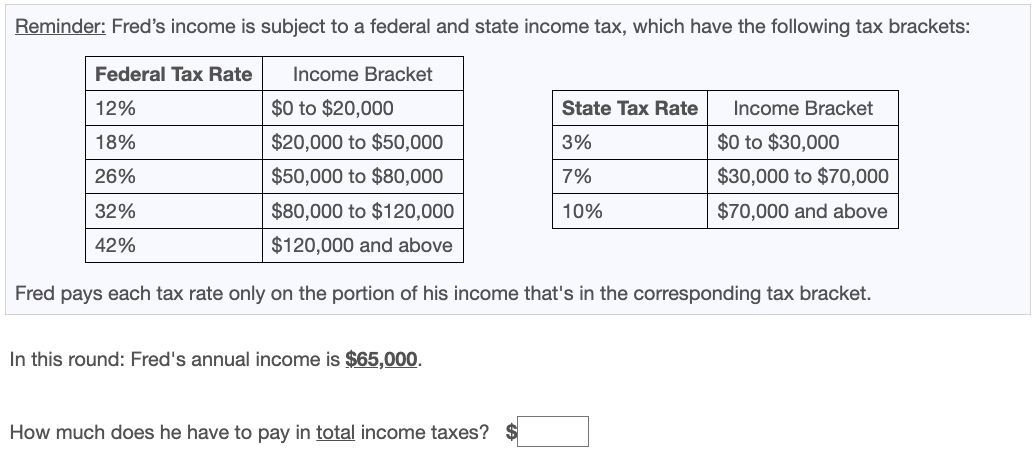 Reminder: Fred's income is subject to a federal and state income tax, which have the following tax brackets:
Federal Tax Rate Income Bracket
12% $0 to $20,000
18% $20,000 to $50,000
26% $50,000 to $80,000
32% $80,000 to $120,000
42% $120,000 and above
State Tax Rate Income Bracket
3% $0 to $30,000
7% $30,000 to $70,000
10% $70,000 and above
Fred pays each tax rate only on the portion of his income that's in the corresponding tax bracket.
In this round: Fred's annual income is $65,000.
How much does he have to pay in total income taxes? $